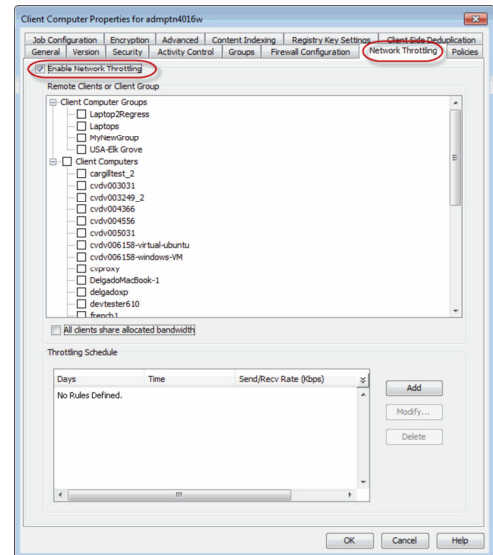 Client Computer Properties for admptn4016w
Job Configuration Encryption Advanced Content Indexing Registry Key Settings Client Side Deduplication
General Version Security Activity Control Groups Firewall Configuration Network Throttling Policies
Enable Network Throttling
Remote Clients or Client Group
Client Computer Groups
Laptop2Regress
Laptops
MyNewGroup
USA-Elk Grove
Client Computers
cargilltest_2
cvdv003031
cvdv003249_2
cvdv004366
cvdv004556
cvdv005031
cvdv006158-virtual-ubuntu
cvdv006158-windows-VM
cvproxy
DelgadoMacBook-1
delgadoxp
devtester610
french1
All clients share allocated bandwidth
Throttling Schedule
Days Time Send/Recv Rate (Kbps)
No Rules Defined.
Add
Modify...
Delete
OK Cancel Help